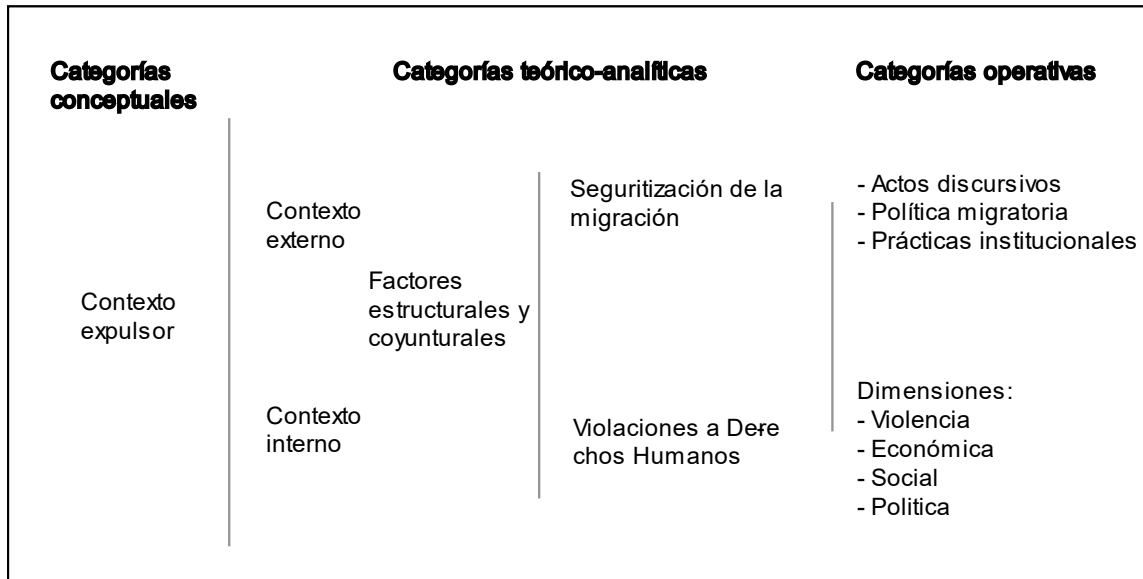 Categorías
conceptuales
Categorías teórico-analíticas
Categorías operativas
Contexto
expulsor
Contexto
externo
Factores
estructurales y
coyunturales
Contexto
interno
Seguritización de la
migración
Violaciones a Dere-
chos Humanos
- Actos discursivos
- Política migratoria
- Prácticas institucionales
Dimensiones:
- Violencia
- Económica
- Social
- Politica